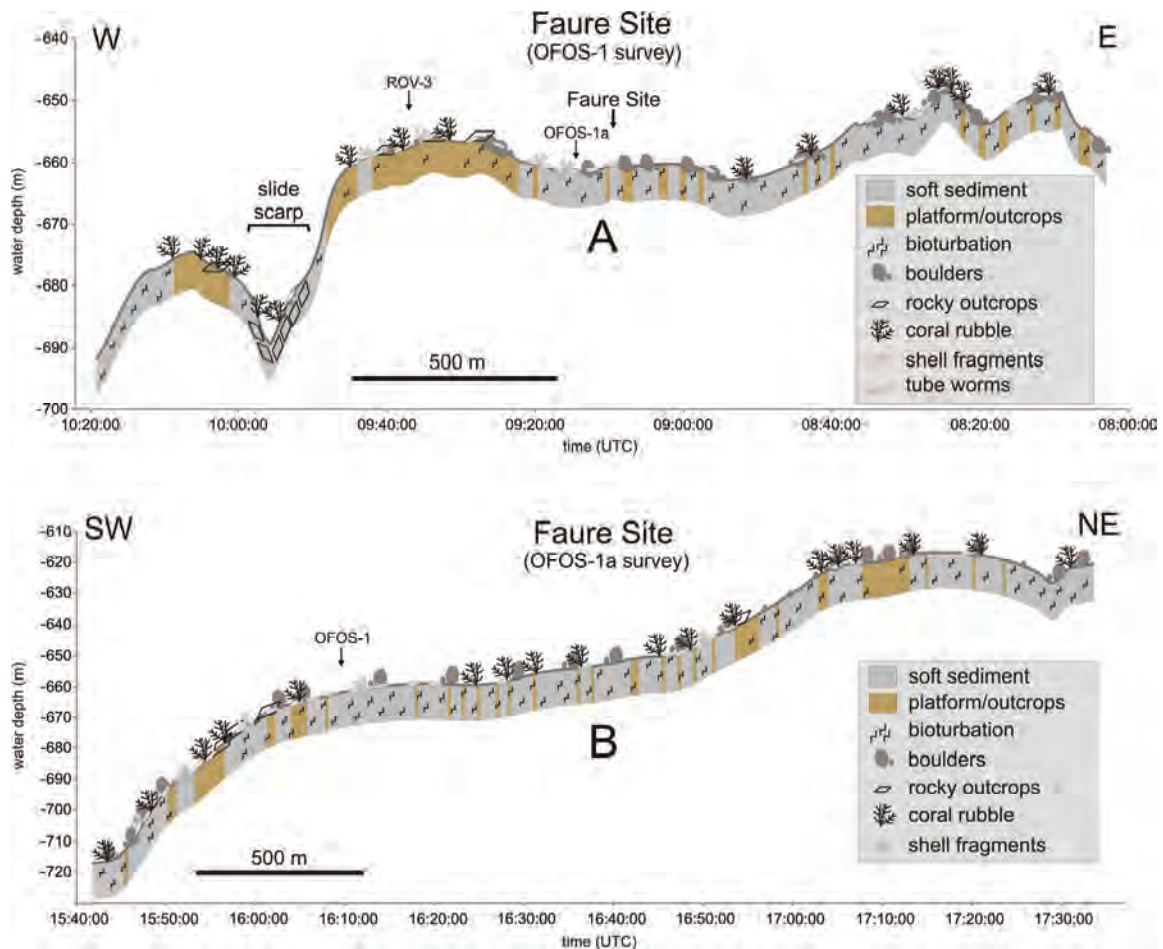 W
Faure Site
(OFOS-1 survey)
E
-640
-650
-660
-670
-680
-690
-700
water depth (m)
ROV-3
Faure Site
OFOS-1a
slide
scarp
A
500 m
soft sediment
platform/outcrops
bioturbation
boulders
rocky outcrops
coral rubble
shell fragments
tube worms
10:20:00 10:00:00 09:40:00 09:20:00 09:00:00 08:40:00 08:20:00 08:00:00
time (UTC)
SW
Faure Site
(OFOS-1a survey)
NE
-610
-620
-630
-640
-650
-660
-670
-680
-690
-700
-710
-720
water depth (m)
OFOS-1
B
500 m
soft sediment
platform/outcrops
bioturbation
boulders
rocky outcrops
coral rubble
shell fragments
15:40:00 15:50:00 16:00:00 16:10:00 16:20:00 16:30:00 16:40:00 16:50:00 17:00:00 17:10:00 17:20:00 17:30:00
time (UTC)